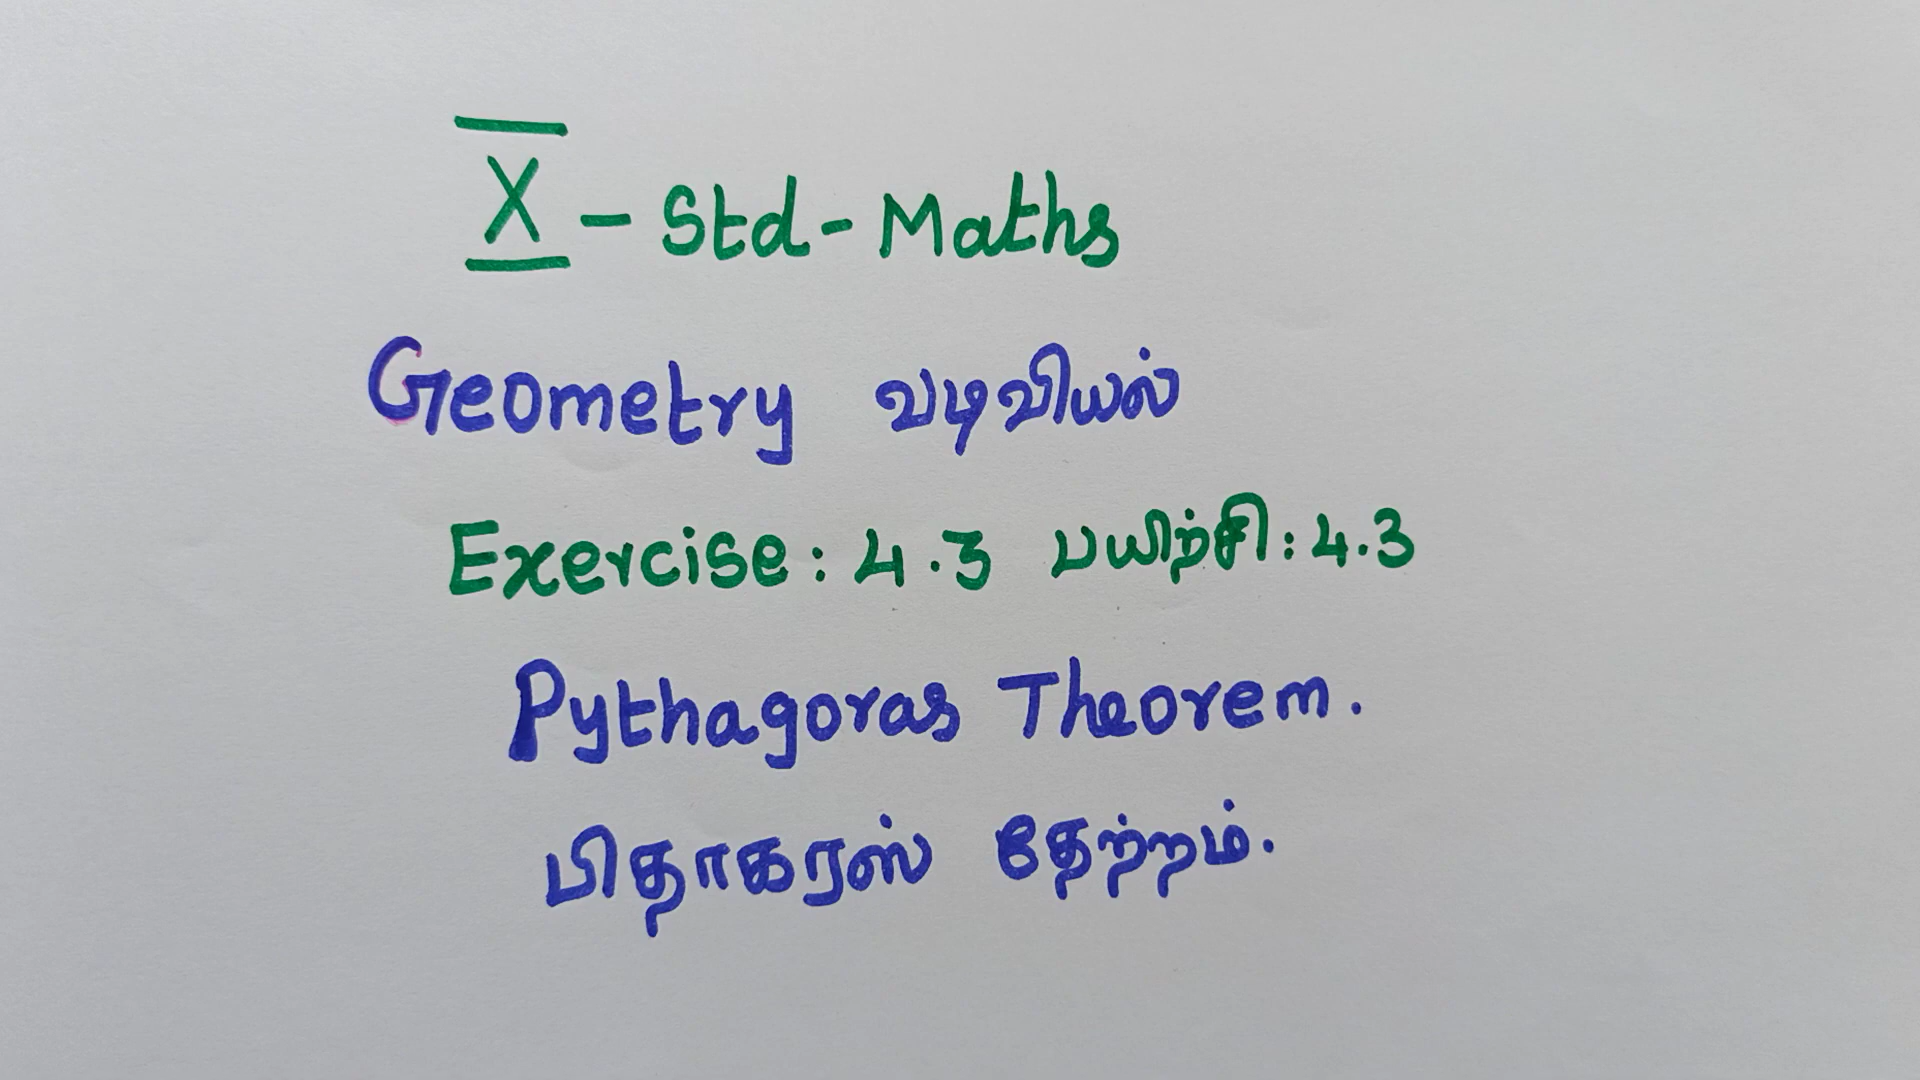 X - Std - Maths
Geometry வடிவியல்
Exercise : 4.3 பயிற்சி : 4.3
Pythagoras Theorem.
பிதாகரஸ் தேற்றம்.